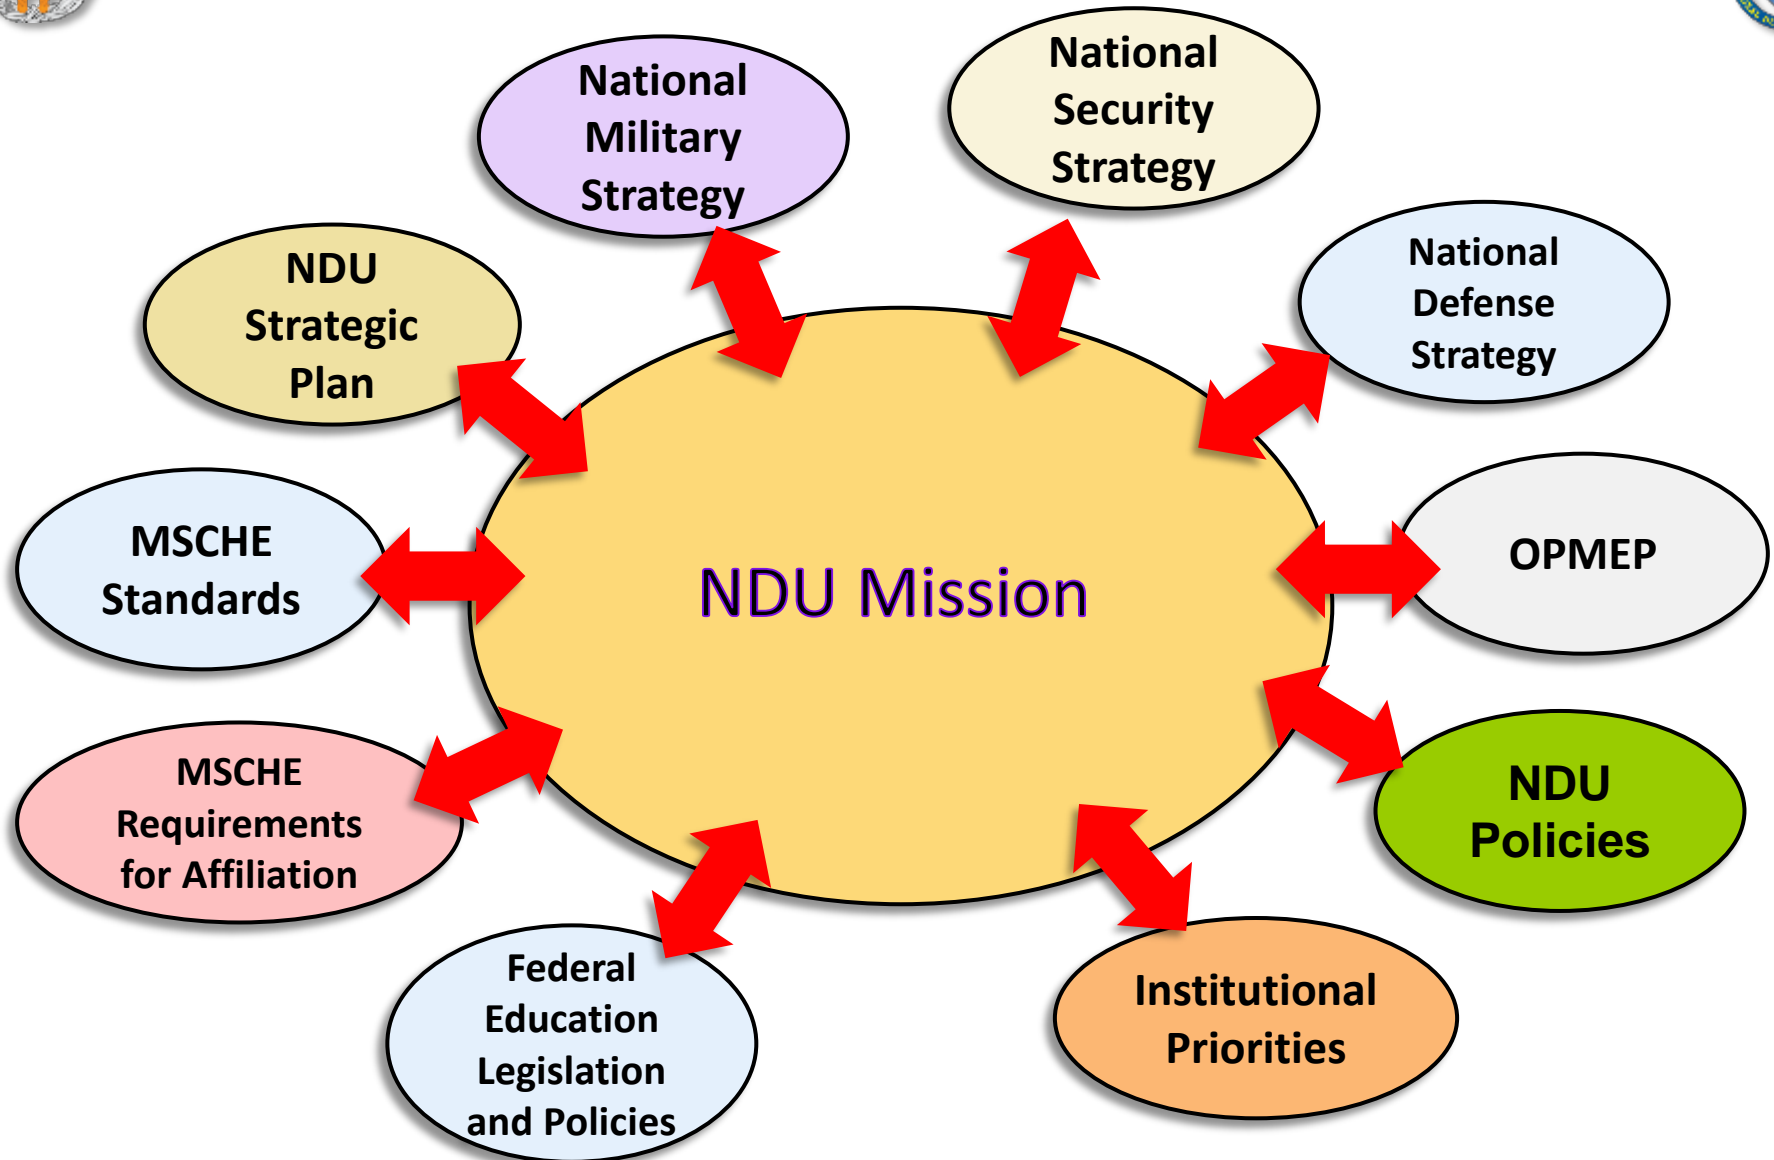 National
Military
Strategy
National
Security
Strategy
NDU
Strategic
Plan
National
Defense
Strategy
MSCHE
Standards
NDU Mission
OPMEP
MSCHE
Requirements
for Affiliation
NDU
Policies
Federal
Education
Legislation
and Policies
Institutional
Priorities